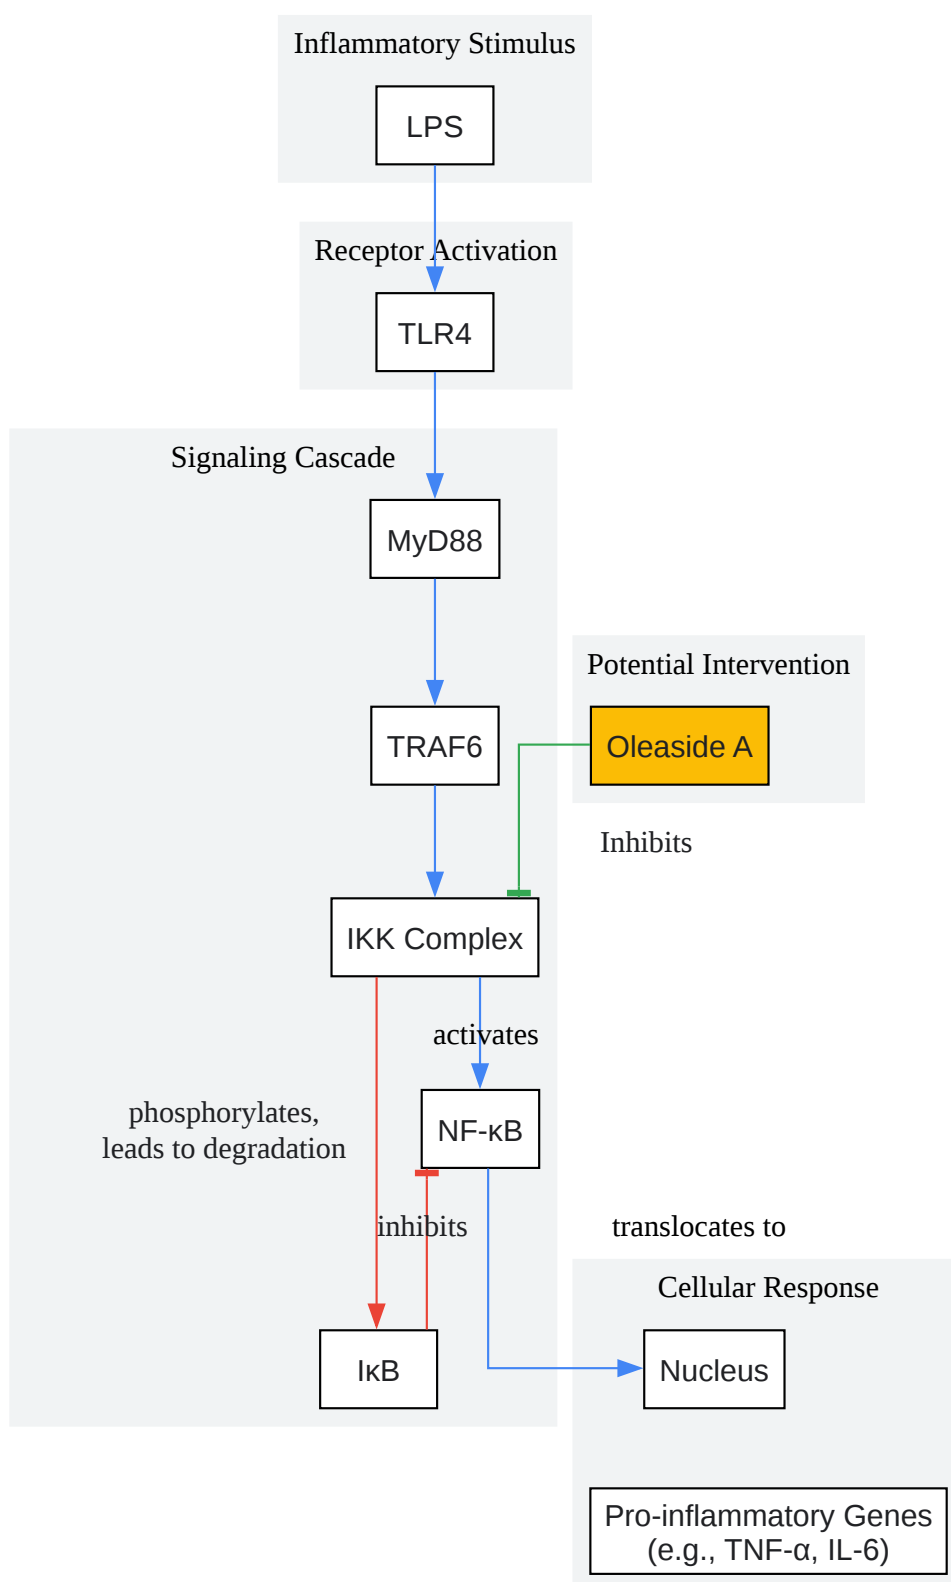 Inflammatory Stimulus
LPS
Receptor Activation
TLR4
Signaling Cascade
MyD88
Potential Intervention
TRAF6
Oleaside A
Inhibits
IKK Complex
activates
phosphorylates,
leads to degradation
NF-κB
inhibits
translocates to
Cellular Response
IκB
Nucleus
Pro-inflammatory Genes
(e.g., TNF-α, IL-6)